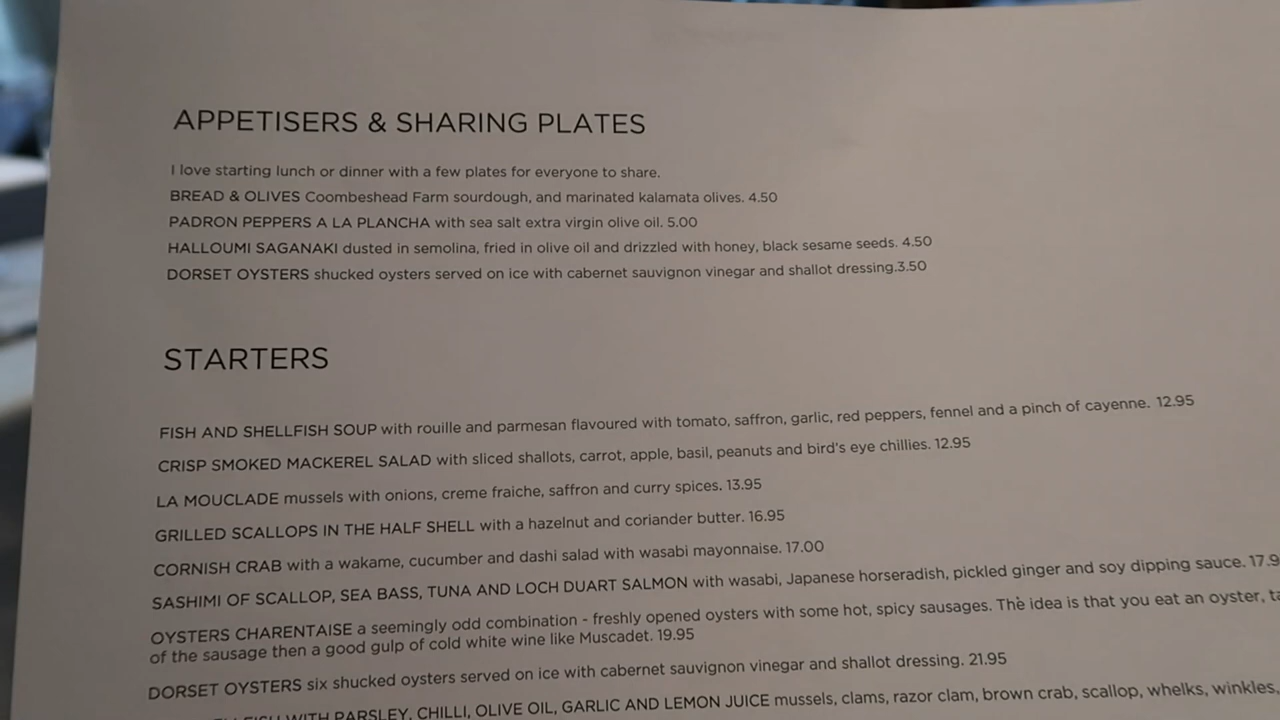 APPETISERS & SHARING PLATES
I love starting lunch or dinner with a few plates for everyone to share.
BREAD & OLIVES Coombeshead Farm sourdough, and marinated kalamata olives. 4.50
PADRON PEPPERS A LA PLANCHA with sea salt extra virgin olive oil. 5.00
HALLOUMI SAGANAKI dusted in semolina, fried in olive oil and drizzled with honey, black sesame seeds. 4.50
DORSET OYSTERS shucked oysters served on ice with cabernet sauvignon vinegar and shallot dressing.3.50
STARTERS
FISH AND SHELLFISH SOUP with rouille and parmesan flavoured with tomato, saffron, garlic, red peppers, fennel and a pinch of cayenne. 12.95
CRISP SMOKED MACKEREL SALAD with sliced shallots, carrot, apple, basil, peanuts and bird's eye chillies. 12.95
LA MOUCLADE mussels with onions, creme fraiche, saffron and curry spices. 13.95
GRILLED SCALLOPS IN THE HALF SHELL with a hazelnut and coriander butter. 16.95
CORNISH CRAB with a wakame, cucumber and dashi salad with wasabi mayonnaise. 17.00
SASHIMI OF SCALLOP, SEA BASS, TUNA AND LOCH DUART SALMON with wasabi, Japanese horseradish, pickled ginger and soy dipping sauce. 17.9
OYSTERS CHARENTAISE a seemingly odd combination - freshly opened oysters with some hot, spicy sausages. The idea is that you eat an oyster,
of the sausage then a good gulp of cold white wine like Muscadet. 19.95
DORSET OYSTERS six shucked oysters served on ice with cabernet sauvignon vinegar and shallot dressing. 21.95
WITH PARSLEY, CHILLI, OLIVE OIL, GARLIC AND LEMON JUICE mussels, clams, razor clam, brown crab, scallop, whelks, winkles,